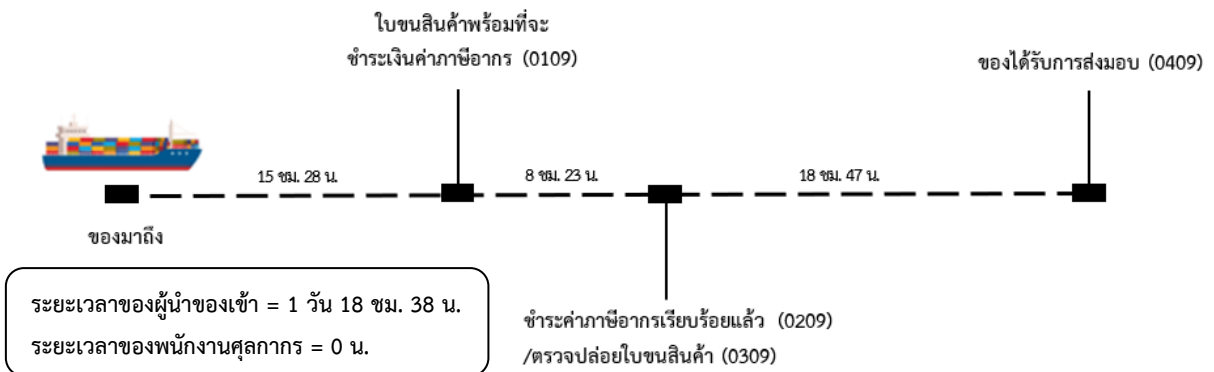 ใบขนสินค้าพร้อมที่จะ
ชำระเงินค่าภาษีอากร (0109)
ของได้รับการส่งมอบ (0409)
15 ชม. 28 น.
8 ชม. 23 น.
18 ชม. 47 น.
ของมาถึง
ระยะเวลาของผู้นำของเข้า = 1 วัน 18 ชม. 38 น.
ระยะเวลาของพนักงานศุลกากร = 0 น.
ชำระค่าภาษีอากรเรียบร้อยแล้ว (0209)
/ตรวจปล่อยใบขนสินค้า (0309)